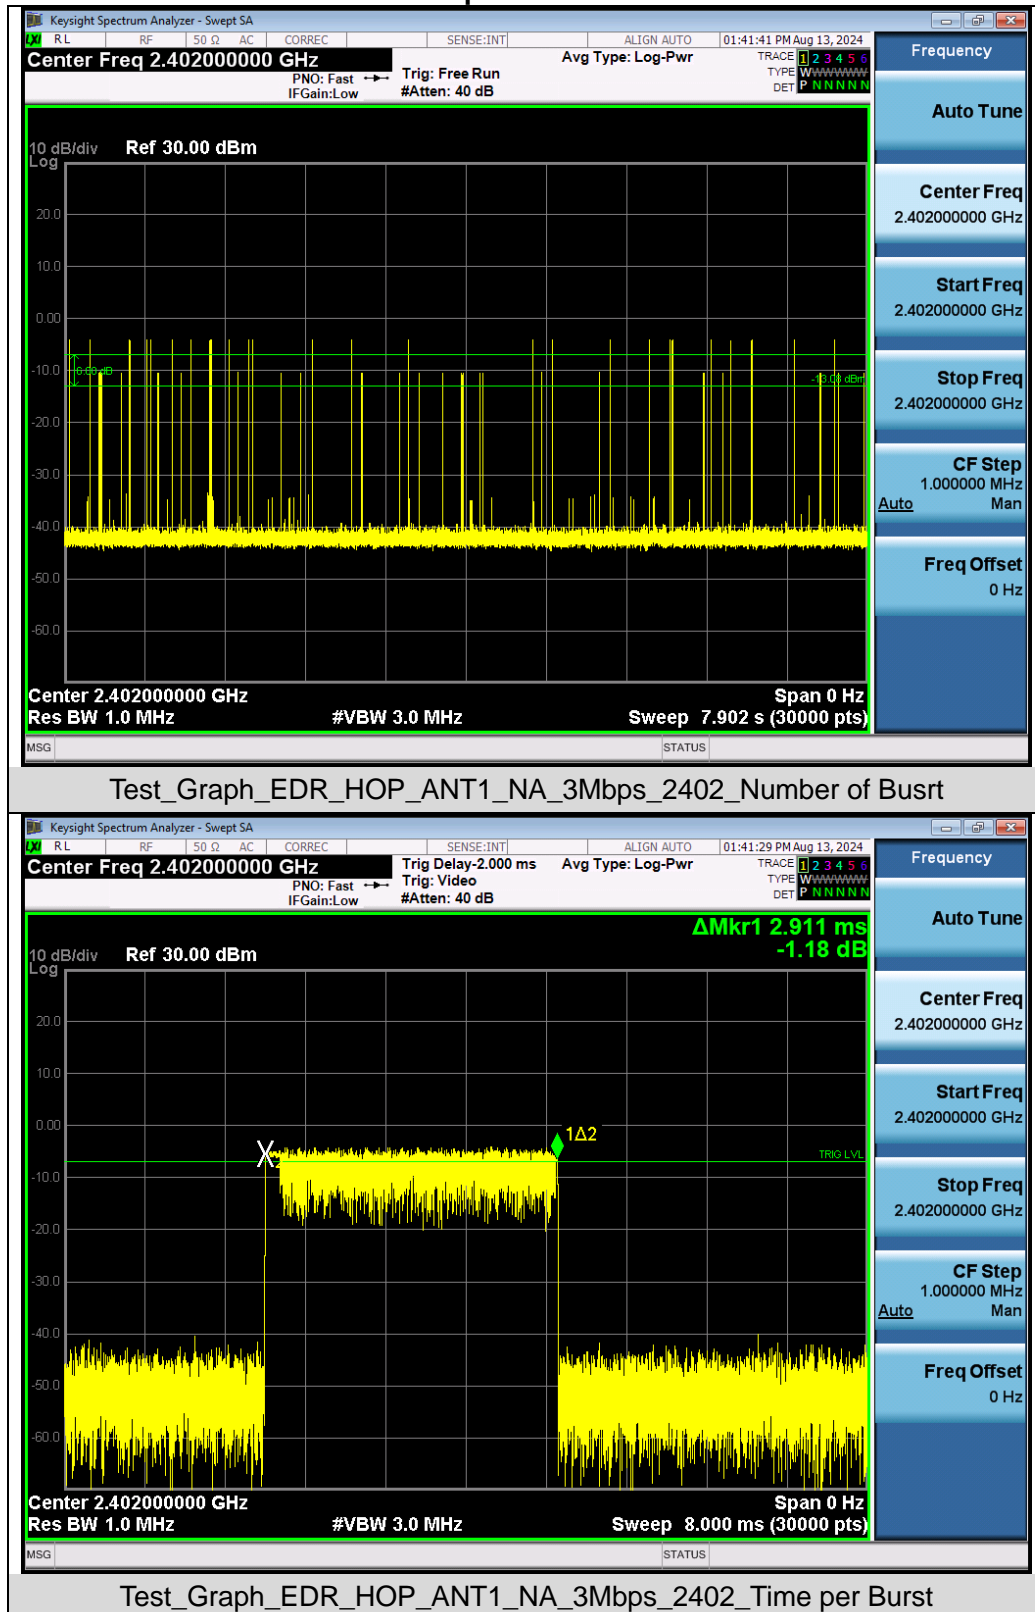 Keysight Spectrum Analyzer - Swept SA
LXI RL RF 50 Ω AC CORREC SENSE:INT ALIGN AUTO 01:41:41 PM Aug 13, 2024
Center Freq 2.402000000 GHz
PNO: Fast
IFGain:Low
Trig: Free Run
#Atten: 40 dB
Avg Type: Log-Pwr
TRACE 1 2 3 4 5 6
TYPE WWWWWW
DET P N N N N N
Frequency
Auto Tune
Center Freq
2.402000000 GHz
Start Freq
2.402000000 GHz
Stop Freq
2.402000000 GHz
CF Step
1.000000 MHz
Auto Man
Freq Offset
0 Hz
10 dB/div Ref 30.00 dBm
Log
20.0
10.0
0.00
-10.0
6.00 dB
-13.06 dBm
-20.0
-30.0
-40.0
-50.0
-60.0
Center 2.402000000 GHz Span 0 Hz
Res BW 1.0 MHz #VBW 3.0 MHz Sweep 7.902 s (30000 pts)
MSG STATUS
Test_Graph_EDR_HOP_ANT1_NA_3Mbps_2402_Number of Busrt
Keysight Spectrum Analyzer - Swept SA
LXI RL RF 50 Ω AC CORREC SENSE:INT ALIGN AUTO 01:41:29 PM Aug 13, 2024
Center Freq 2.402000000 GHz
PNO: Fast
IFGain:Low
Trig Delay-2.000 ms
Trig: Video
#Atten: 40 dB
Avg Type: Log-Pwr
TRACE 1 2 3 4 5 6
TYPE WWWWWW
DET P N N N N N
Frequency
Auto Tune
Center Freq
2.402000000 GHz
Start Freq
2.402000000 GHz
Stop Freq
2.402000000 GHz
CF Step
1.000000 MHz
Auto Man
Freq Offset
0 Hz
ΔMkr1 2.911 ms
-1.18 dB
10 dB/div Ref 30.00 dBm
Log
20.0
10.0
0.00
1Δ2
TRIG LVL
-10.0
-20.0
-30.0
-40.0
-50.0
-60.0
Center 2.402000000 GHz Span 0 Hz
Res BW 1.0 MHz #VBW 3.0 MHz Sweep 8.000 ms (30000 pts)
MSG STATUS
Test_Graph_EDR_HOP_ANT1_NA_3Mbps_2402_Time per Burst